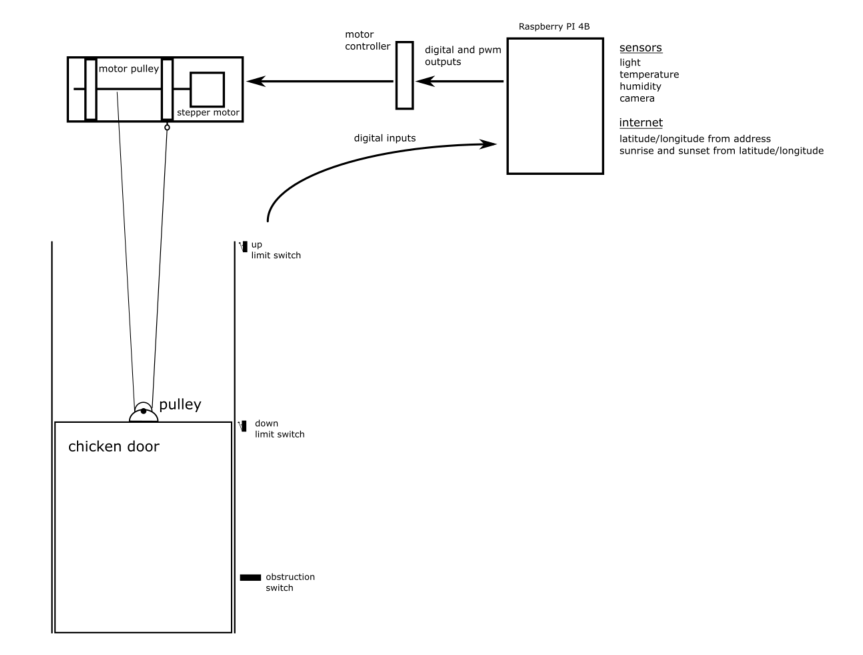 Raspberry PI 4B
motor
controller
digital and pwm
outputs
sensors
light
temperature
humidity
camera
internet
latitude/longitude from address
sunrise and sunset from latitude/longitude
motor pulley
stepper motor
digital inputs
up
limit switch
pulley
down
limit switch
chicken door
obstruction
switch